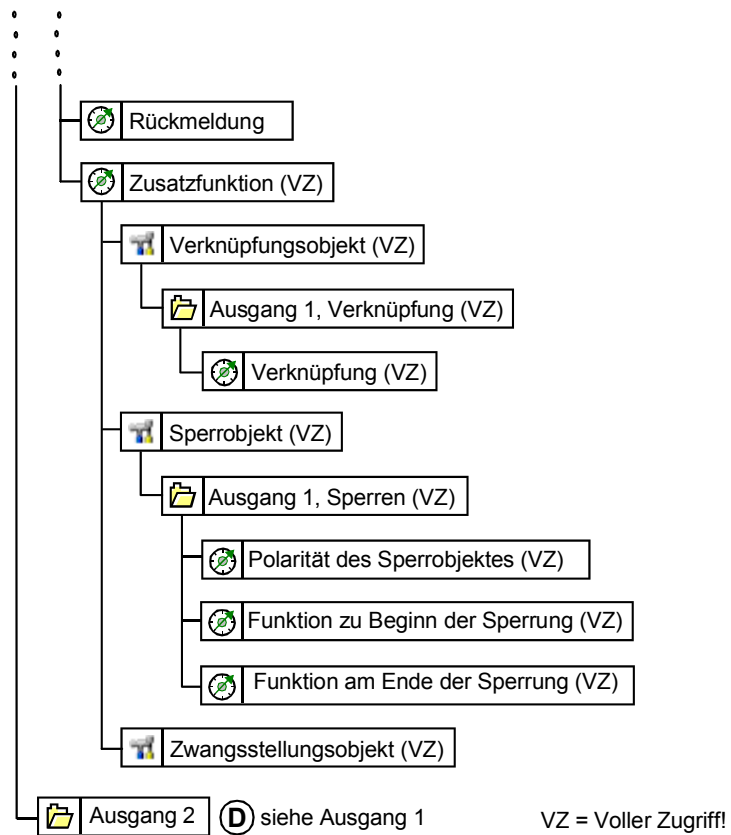 Rückmeldung
Zusatzfunktion (VZ)
Verknüpfungsobjekt (VZ)
Ausgang 1, Verknüpfung (VZ)
Verknüpfung (VZ)
Sperrobjekt (VZ)
Ausgang 1, Sperren (VZ)
Polarität des Sperrobjektes (VZ)
Funktion zu Beginn der Sperrung (VZ)
Funktion am Ende der Sperrung (VZ)
Zwangsstellungsobjekt (VZ)
Ausgang 2 D siehe Ausgang 1 VZ = Voller Zugriff!